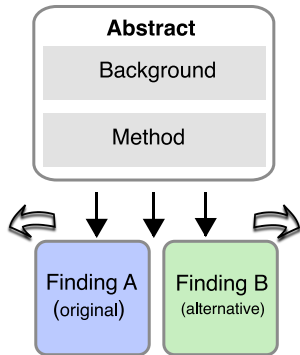 Abstract
Background
Method
Finding A
(original)
Finding B
(alternative)